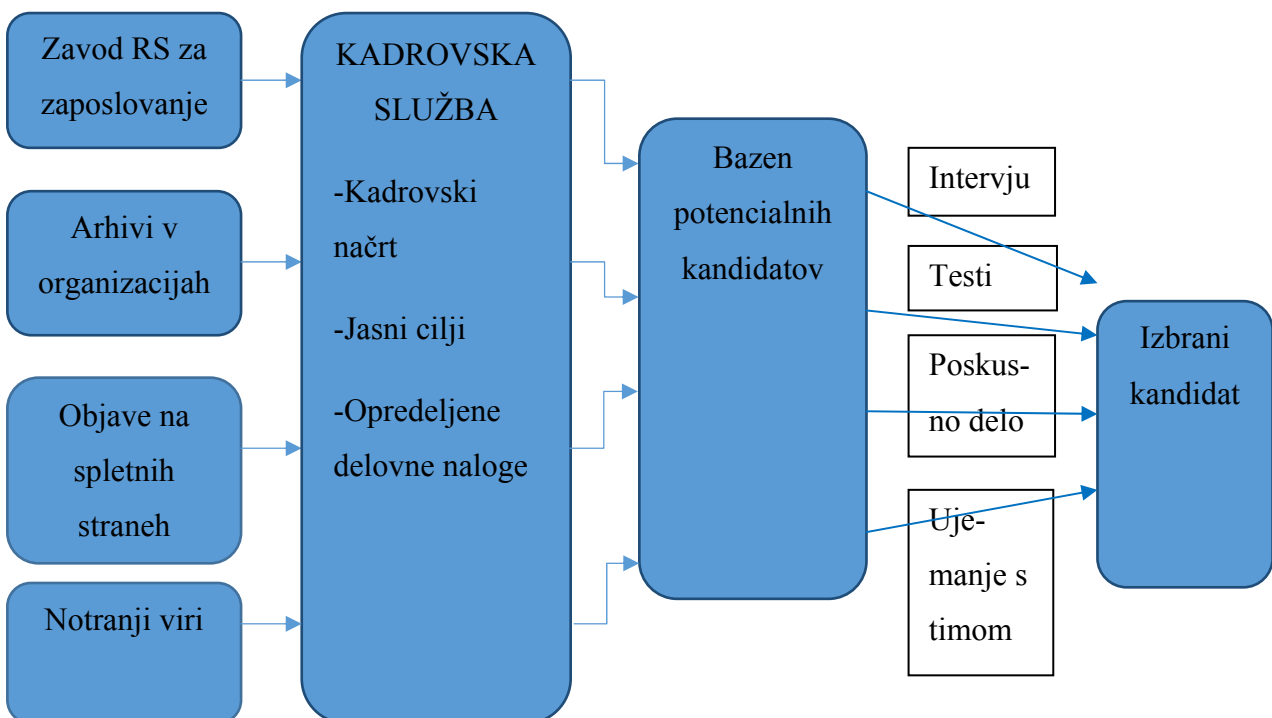 Zavod RS za
zaposlovanje
Arhivi v
organizacijah
Objave na
spletnih
straneh
Notranji viri
KADROVSKA
SLUŽBA
-Kadrovski
načrt
-Jasni cilji
-Opredeljene
delovne naloge
Bazen
potencialnih
kandidatov
Intervju
Testi
Poskus-
no delo
Uje-
manje s
timom
Izbrani
kandidat